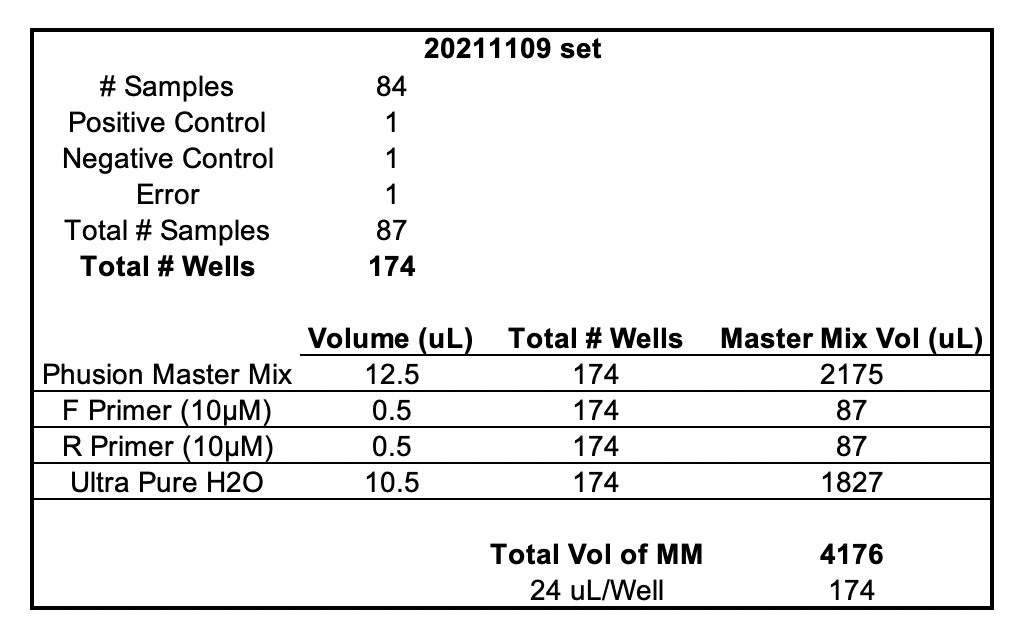 20211109 set
# Samples 84
Positive Control 1
Negative Control 1
Error 1
Total # Samples 87
Total # Wells 174
Volume (uL) Total # Wells Master Mix Vol (uL)
Phusion Master Mix 12.5 174 2175
F Primer (10µM) 0.5 174 87
R Primer (10µM) 0.5 174 87
Ultra Pure H2O 10.5 174 1827
Total Vol of MM 4176
24 uL/Well 174